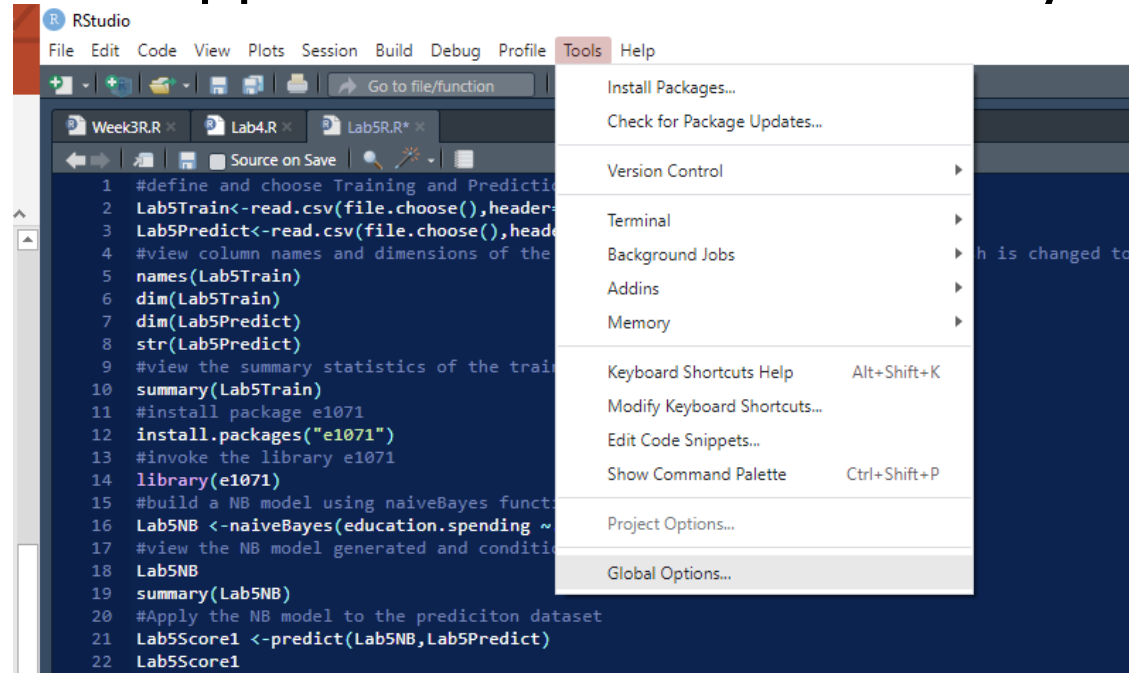 RStudio
File Edit Code View Plots Session Build Debug Profile Tools Help
Go to file/function
Week3R.R Lab4.R Lab5R.R*
Source on Save
1 #define and choose Training and
2 Lab5Train<-read.csv(file.choose(),header=
3 Lab5Predict<-read.csv(file.choose(),heade
4 #view column names and dimensions of the h is changed to
5 names(Lab5Train)
6 dim(Lab5Train)
7 dim(Lab5Predict)
8 str(Lab5Predict)
9 #view the summary statistics of the trai
10 summary(Lab5Train)
11 #install package e1071
12 install.packages("e1071")
13 #invoke the library e1071
14 library(e1071)
15 #build a NB model using naiveBayes functi
16 Lab5NB <-naiveBayes(education.spending ~
17 #view the NB model generated and conditio
18 Lab5NB
19 summary(Lab5NB)
20 #Apply the NB model to the prediciton dataset
21 Lab5Score1 <-predict(Lab5NB,Lab5Predict)
22 Lab5Score1
Install Packages...
Check for Package Updates...
Version Control
Terminal
Background Jobs
Addins
Memory
Keyboard Shortcuts Help Alt+Shift+K
Modify Keyboard Shortcuts...
Edit Code Snippets...
Show Command Palette Ctrl+Shift+P
Project Options...
Global Options...